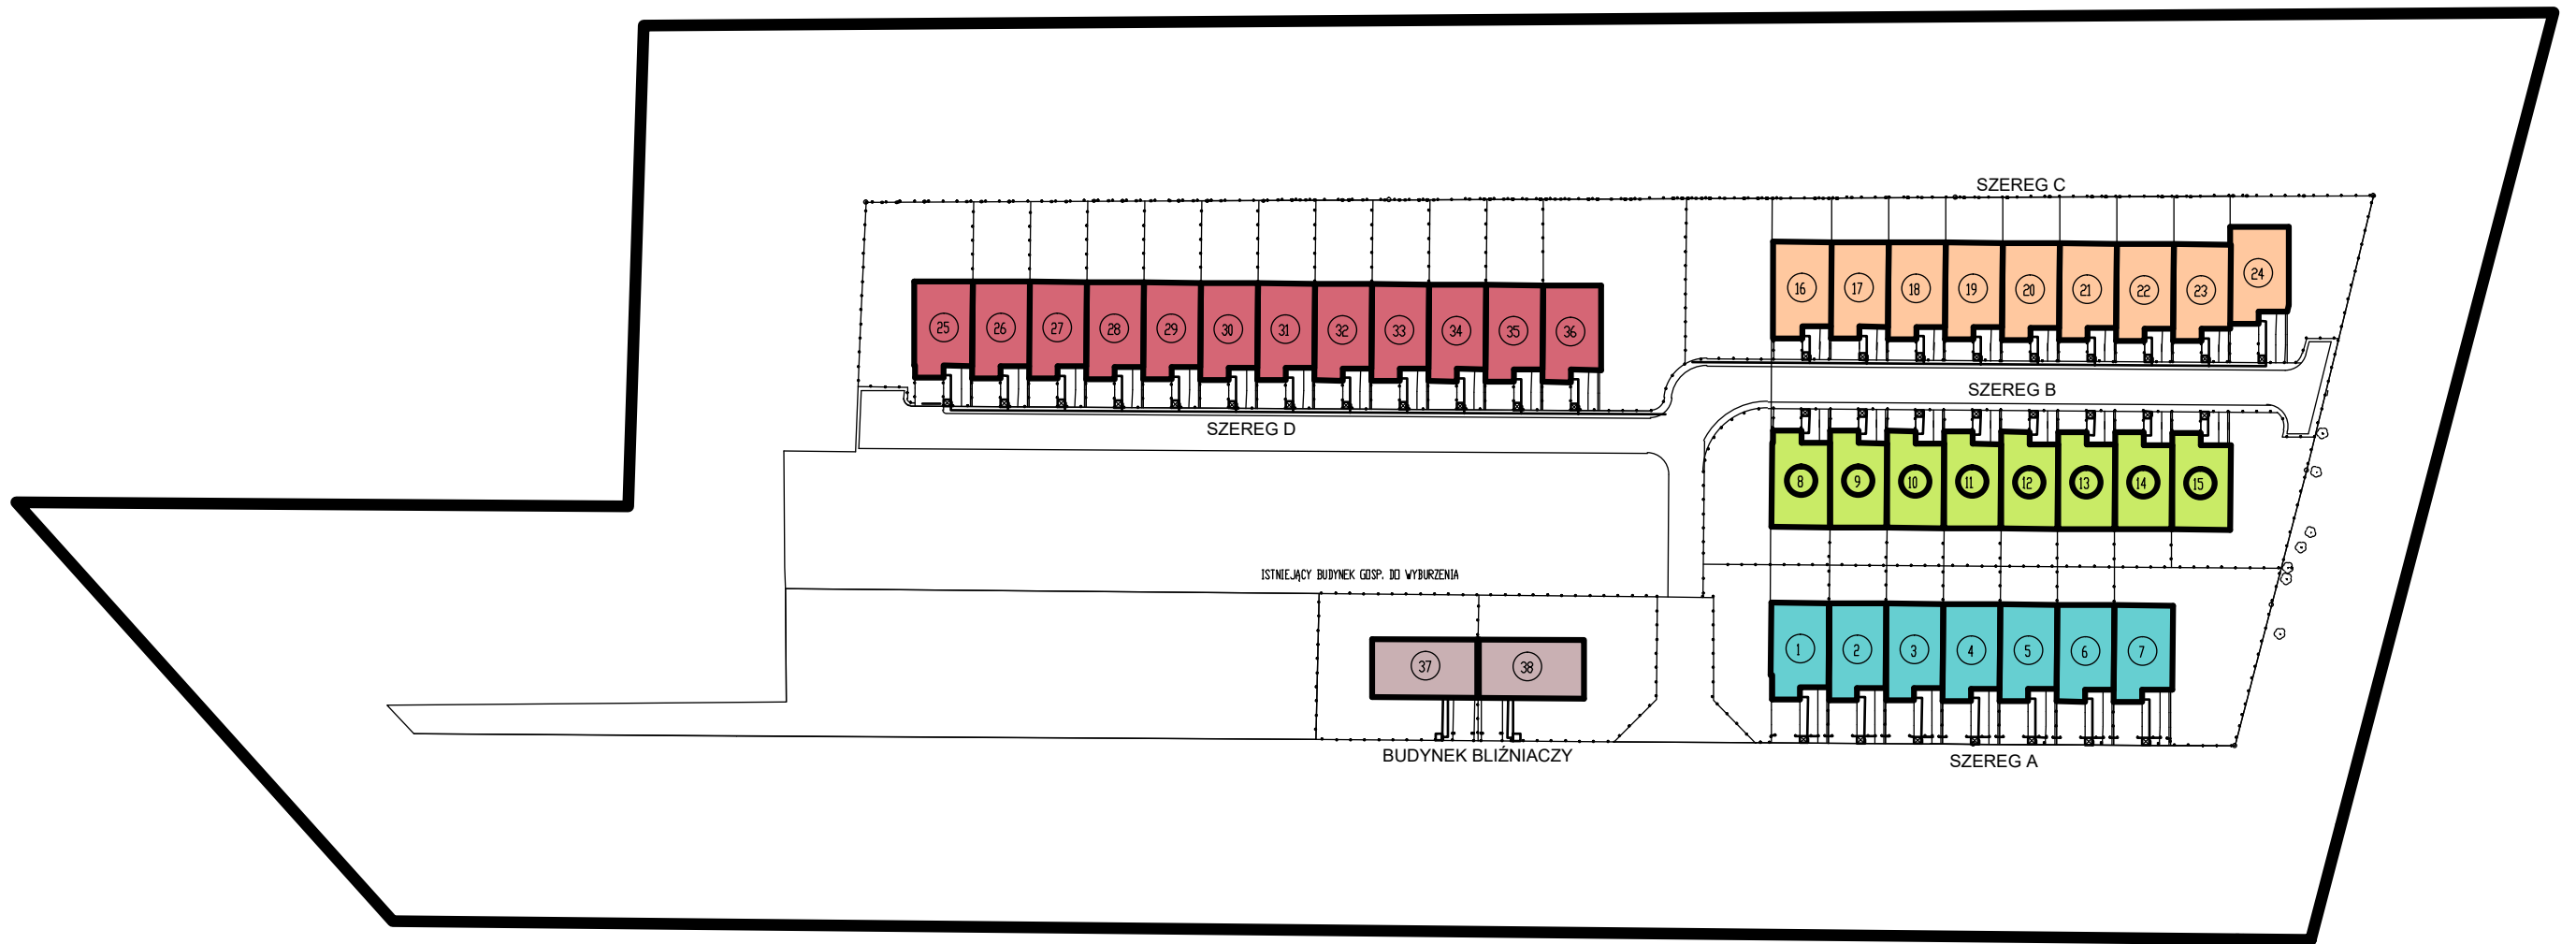 SZEREG C
24
16 17 18 19 20 21 22 23
25 26 27 28 29 30 31 32 33 34 35 36
SZEREG B
SZEREG D
8 9 10 11 12 13 14 15
ISTNIEJĄCY BUDYNEK GOSP. DO WYBURZENIA
1 2 3 4 5 6 7
37 38
BUDYNEK BLIŹNIACZY
SZEREG A